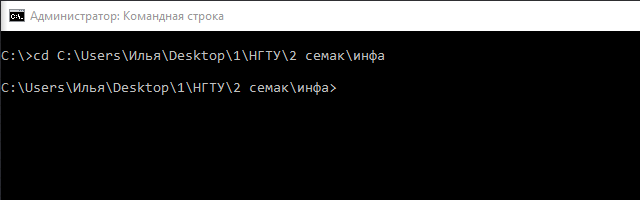 C:\. Администратор: Командная строка
C:\>cd C:\Users\Илья\Desktop\1\НГТУ\2 семак\инфа
C:\Users\Илья\Desktop\1\НГТУ\2 семак\инфа>